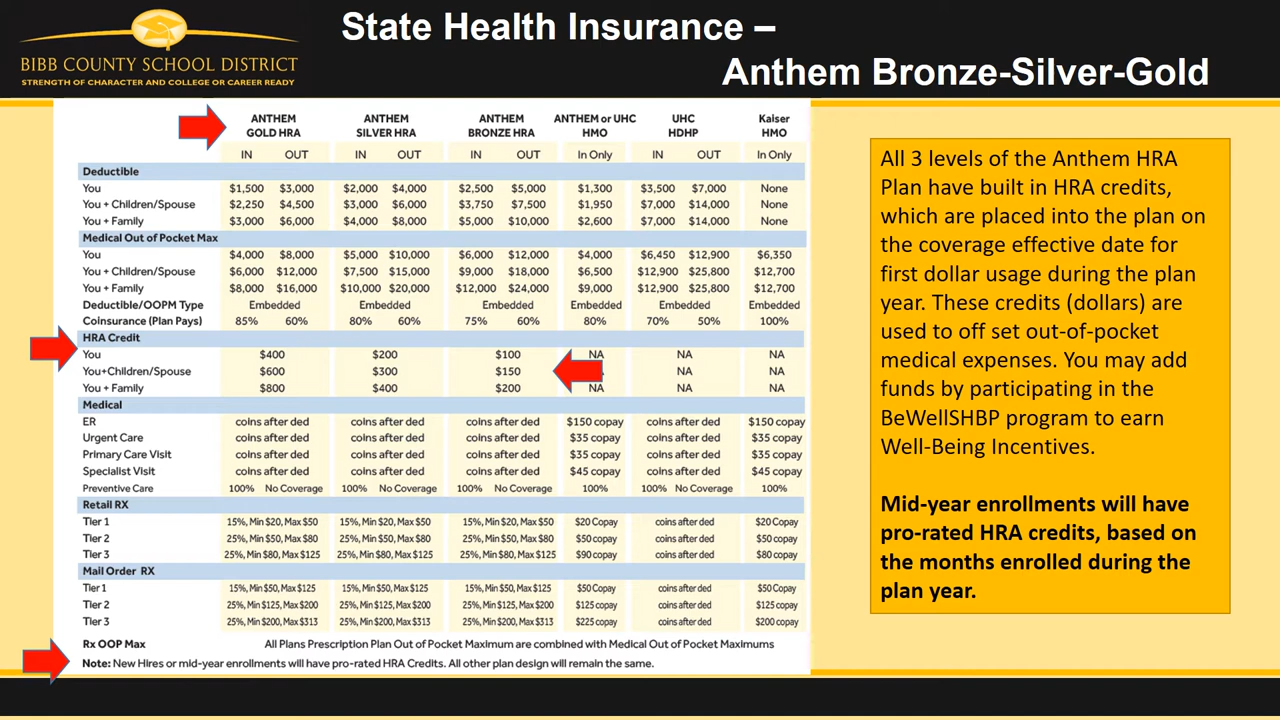 BIBB COUNTY SCHOOL DISTRICT
STRENGTH OF CHARACTER AND COLLEGE OR CAREER READY
State Health Insurance –
Anthem Bronze-Silver-Gold
ANTHEM GOLD HRA ANTHEM SILVER HRA ANTHEM BRONZE HRA ANTHEM or UHC HMO UHC HDHP Kaiser HMO
IN OUT IN OUT IN OUT In Only IN OUT In Only
Deductible
You $1,500 $3,000 $2,000 $4,000 $2,500 $5,000 $1,300 $3,500 $7,000 None
You + Children/Spouse $2,250 $4,500 $3,000 $6,000 $3,750 $7,500 $1,950 $7,000 $14,000 None
You + Family $3,000 $6,000 $4,000 $8,000 $5,000 $10,000 $2,600 $7,000 $14,000 None
Medical Out of Pocket Max
You $4,000 $8,000 $5,000 $10,000 $6,000 $12,000 $4,000 $6,450 $12,900 $6,350
You + Children/Spouse $6,000 $12,000 $7,500 $15,000 $9,000 $18,000 $6,500 $12,900 $25,800 $12,700
You + Family $8,000 $16,000 $10,000 $20,000 $12,000 $24,000 $9,000 $12,900 $25,800 $12,700
Deductible/OOPM Type Embedded Embedded Embedded Embedded Embedded Embedded
Coinsurance (Plan Pays) 85% 60% 80% 60% 75% 60% 80% 70% 50% 100%
HRA Credit
You $400 $200 $100 NA NA NA
You+Children/Spouse $600 $300 $150 NA NA
You + Family $800 $400 $200 NA NA NA
Medical
ER coins after ded coins after ded coins after ded $150 copay coins after ded $150 copay
Urgent Care coins after ded coins after ded coins after ded $35 copay coins after ded $35 copay
Primary Care Visit coins after ded coins after ded coins after ded $35 copay coins after ded $35 copay
Specialist Visit coins after ded coins after ded coins after ded $45 copay coins after ded $45 copay
Preventive Care 100% No Coverage 100% No Coverage 100% No Coverage 100% 100% No Coverage 100%
Retail RX
Tier 1 15%, Min $20, Max $50 15%, Min $20, Max $50 15%, Min $20, Max $50 $20 Copay coins after ded $20 Copay
Tier 2 25%, Min $50, Max $80 25%, Min $50, Max $80 25%, Min $50, Max $80 $50 copay coins after ded $50 copay
Tier 3 25%, Min $80, Max $125 25%, Min $80, Max $125 25%, Min $80, Max $125 $90 copay coins after ded $80 copay
Mail Order RX
Tier 1 15%, Min $50, Max $125 15%, Min $50, Max $125 15%, Min $50, Max $125 $50 Copay coins after ded $50 Copay
Tier 2 25%, Min $125, Max $200 25%, Min $125, Max $200 25%, Min $125, Max $200 $125 copay coins after ded $125 copay
Tier 3 25%, Min $200, Max $313 25%, Min $200, Max $313 25%, Min $200, Max $313 $225 copay coins after ded $200 copay
Rx OOP Max All Plans Prescription Plan Out of Pocket Maximum are combined with Medical Out of Pocket Maximums
Note: New Hires or mid-year enrollments will have pro-rated HRA Credits. All other plan design will remain the same.
All 3 levels of the Anthem HRA
Plan have built in HRA credits,
which are placed into the plan on
the coverage effective date for
first dollar usage during the plan
year. These credits (dollars) are
used to off set out-of-pocket
medical expenses. You may add
funds by participating in the
BeWellSHBP program to earn
Well-Being Incentives.
Mid-year enrollments will have
pro-rated HRA credits, based on
the months enrolled during the
plan year.